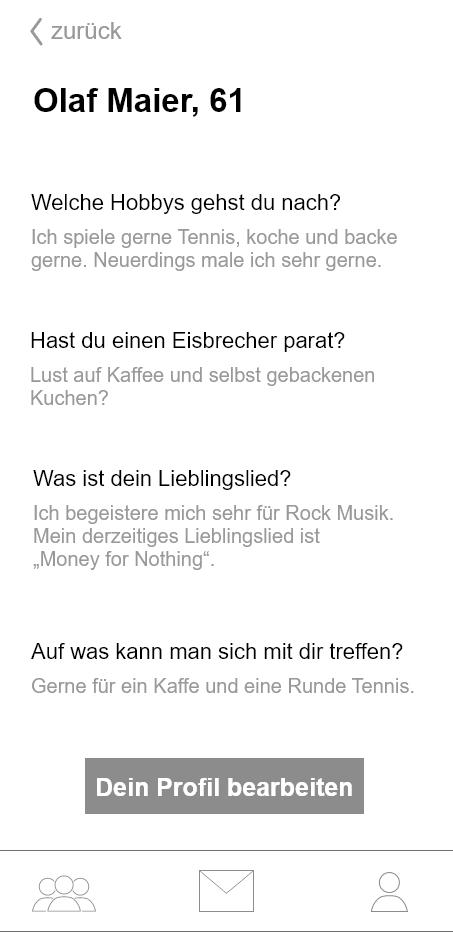 zurück
Olaf Maier, 61
Welche Hobbys gehst du nach?
Ich spiele gerne Tennis, koche und backe
gerne. Neuerdings male ich sehr gerne.
Hast du einen Eisbrecher parat?
Lust auf Kaffee und selbst gebackenen
Kuchen?
Was ist dein Lieblingslied?
Ich begeistere mich sehr für Rock Musik.
Mein derzeitiges Lieblingslied ist
„Money for Nothing“.
Auf was kann man sich mit dir treffen?
Gerne für ein Kaffe und eine Runde Tennis.
Dein Profil bearbeiten